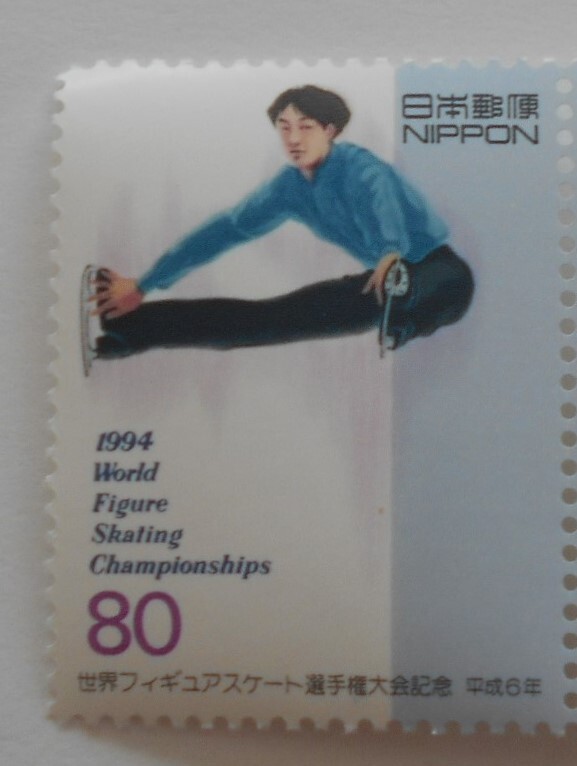 日本郵便
NIPPON
1994
World
Figure
Skating
Championships
80
世界フィギュアスケート選手権大会記念 平成6年